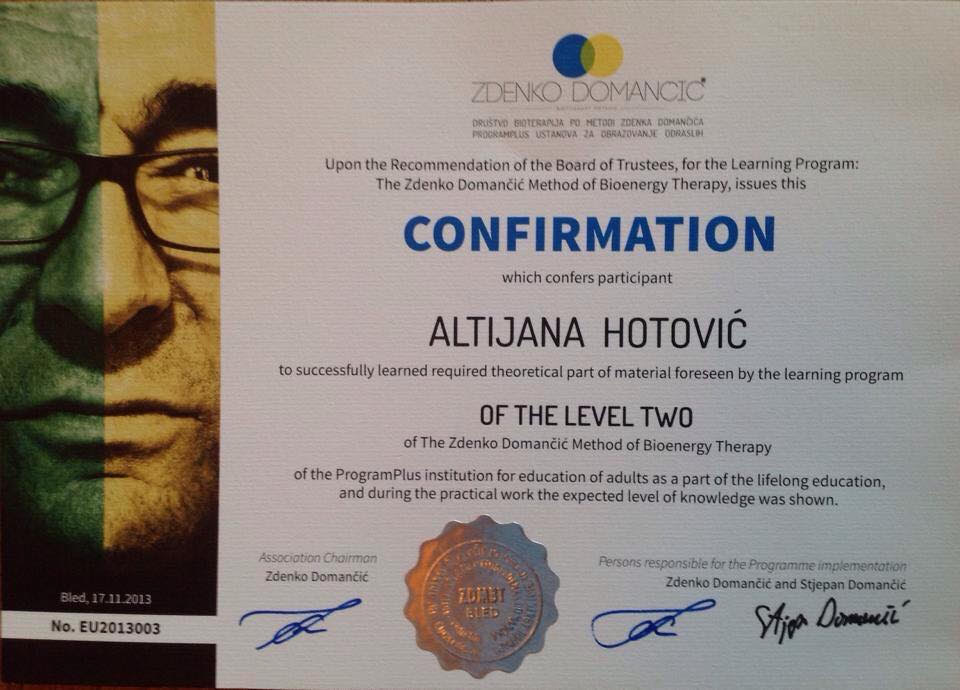 ZDENKO DOMANCIC
DRUŠTVO BIOTERAPIJA PO METODI ZDENKA DOMANČIĆA
PROGRAMPLUS USTANOVA ZA OBRAZOVANJE ODRASLIH
Upon the Recommendation of the Board of Trustees, for the Learning Program:
The Zdenko Domančić Method of Bioenergy Therapy, issues this
CONFIRMATION
which confers participant
ALTIJANA HOTOVIĆ
to successfully learned required theoretical part of material foreseen by the learning program
OF THE LEVEL TWO
of The Zdenko Domančić Method of Bioenergy Therapy
of the ProgramPlus institution for education of adults as a part of the lifelong education,
and during the practical work the expected level of knowledge was shown.
Association Chairman
Zdenko Domančić
ZDMBT
BLED
Persons responsible for the Programme implementation
Zdenko Domančić and Stjepan Domančić
Bled, 17.11.2013
No. EU2013003